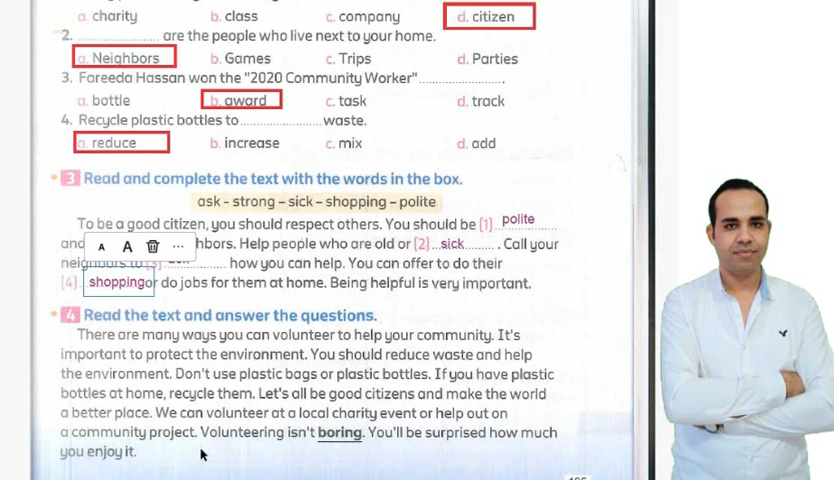 a. charity b. class c. company d. citizen
2. .................... are the people who live next to your home.
a. Neighbors b. Games c. Trips d. Parties
3. Fareeda Hassan won the "2020 Community Worker" .................... .
a. bottle b. award c. task d. track
4. Recycle plastic bottles to .................... waste.
a. reduce b. increase c. mix d. add
3 Read and complete the text with the words in the box.
ask - strong – sick – shopping – polite
To be a good citizen, you should respect others. You should be [1] polite
and hbors. Help people who are old or [2] sick . Call your
neighbors to [3] ask how you can help. You can offer to do their
[4] shopping or do jobs for them at home. Being helpful is very important.
4 Read the text and answer the questions.
There are many ways you can volunteer to help your community. It's
important to protect the environment. You should reduce waste and help
the environment. Don't use plastic bags or plastic bottles. If you have plastic
bottles at home, recycle them. Let's all be good citizens and make the world
a better place. We can volunteer at a local charity event or help out on
a community project. Volunteering isn't boring. You'll be surprised how much
you enjoy it.